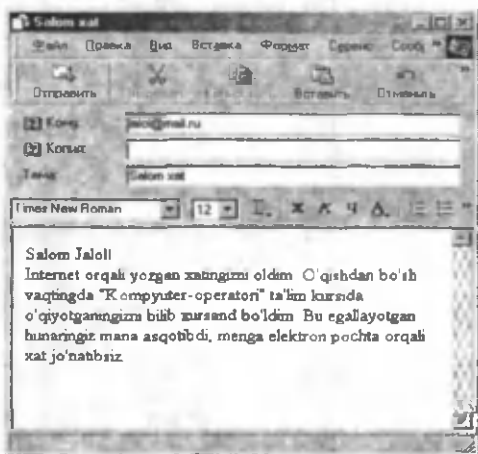 Salom xat
Файл Правка Вид Вставка Формат Сервис Сооб »
Отправить Вставить Отменить
Кому:
Копия:
Тема: Salom xat
Times New Roman 12 Ж К Ч A »
Salom Jalol!
Internet orqali yozgan xatingizni oldim. O'qishdan bo'sh
vaqtingda "Kompyuter-operatori" ta'lim kursida
o'qiyotganingizni bilib xursand bo'ldim. Bu egallayotgan
hunaringiz mana asqotibdi, menga elektron pochta orqali
xat jo'natibsiz